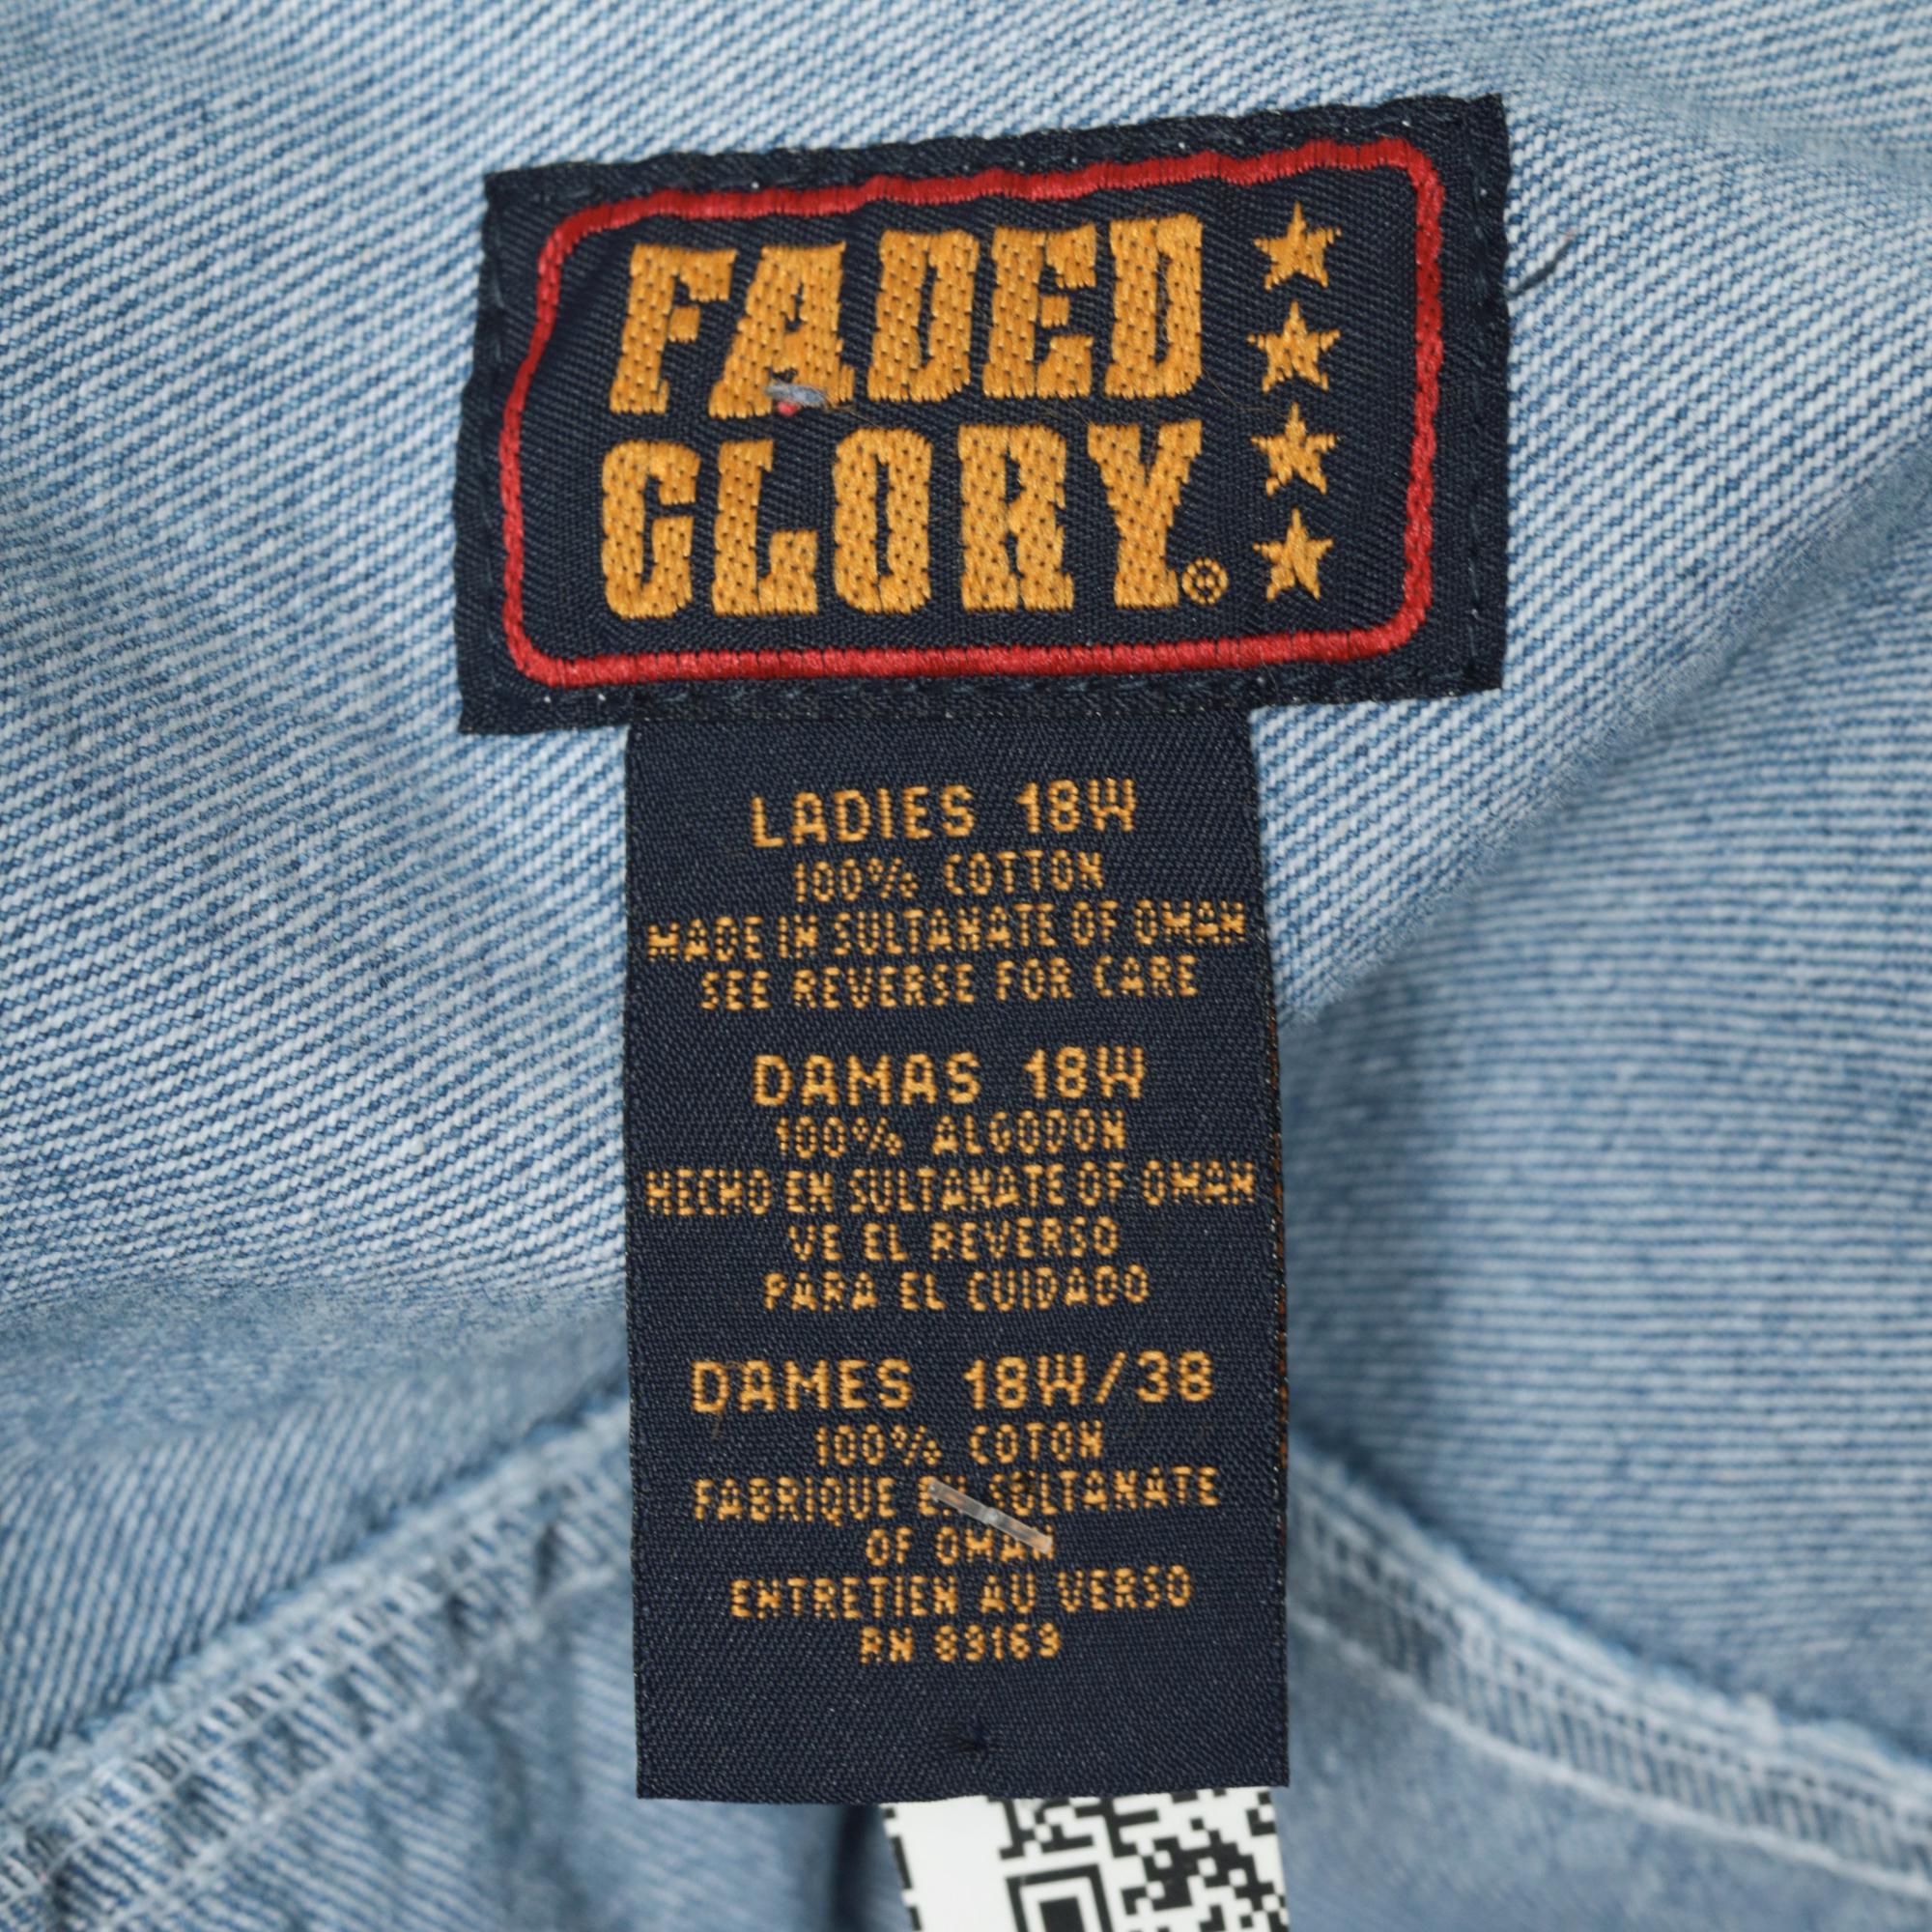 FADED
GLORY®
LADIES 18W
100% COTTON
MADE IN SULTANATE OF OMAN
SEE REVERSE FOR CARE
DAMAS 18W
100% ALGODON
HECHO EN SULTANATE OF OMAN
VE EL REVERSO
PARA EL CUIDADO
DAMES 18W/38
100% COTON
FABRIQUE EN SULTANATE
OF OMAN
ENTRETIEN AU VERSO
RN 83163